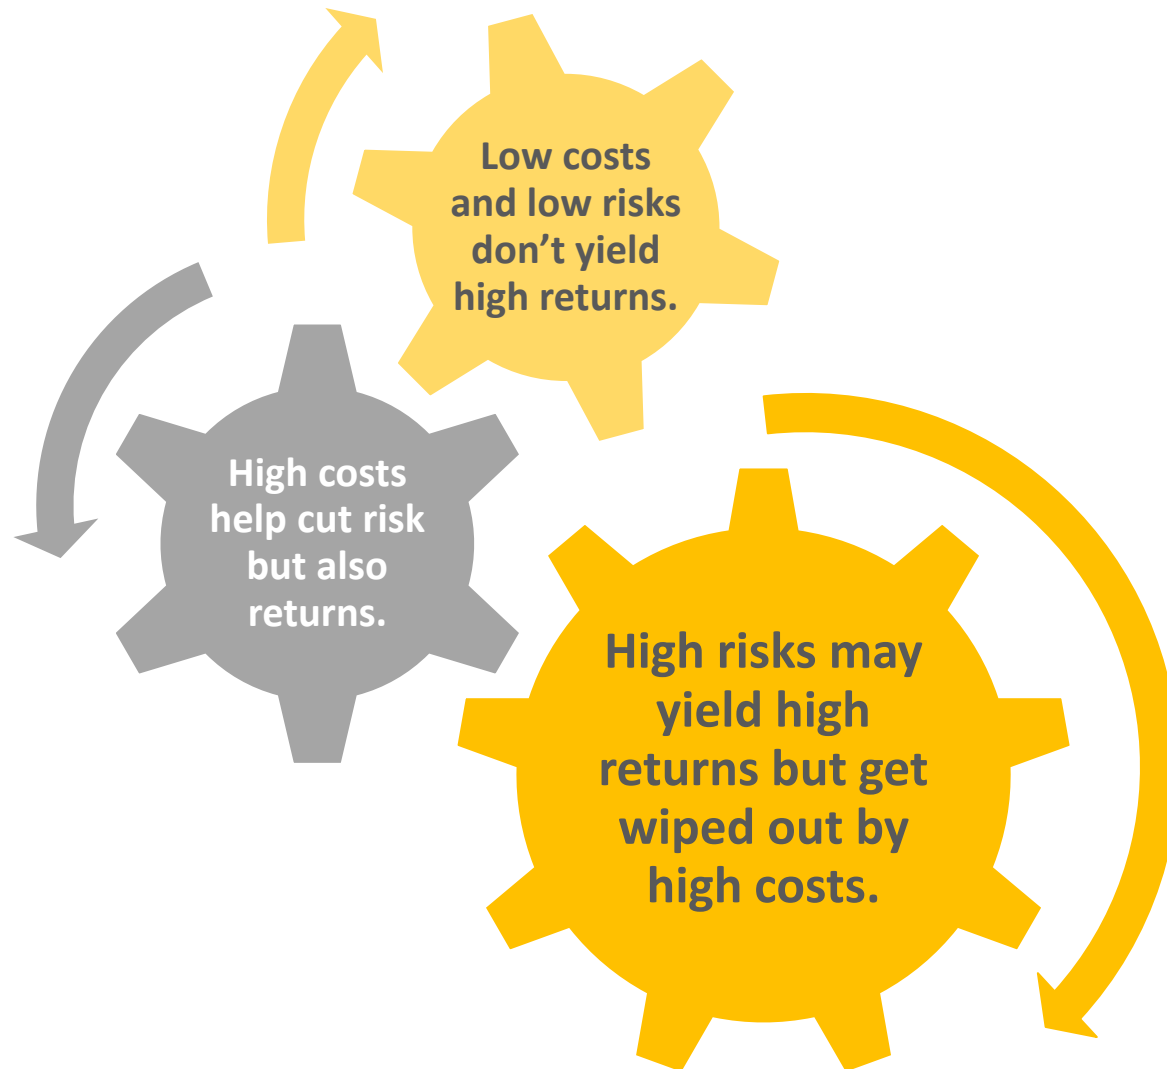 Low costs
and low risks
don’t yield
high returns.
High costs
help cut risk
but also
returns.
High risks may
yield high
returns but get
wiped out by
high costs.